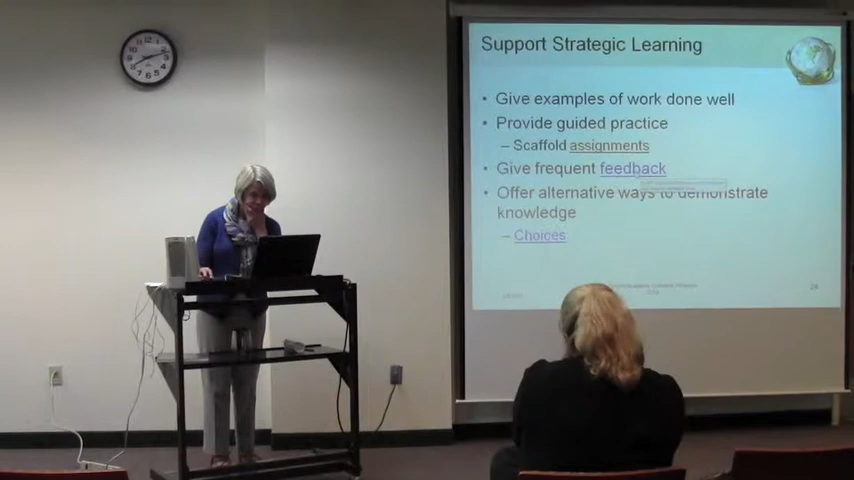 Support Strategic Learning
• Give examples of work done well
• Provide guided practice
– Scaffold assignments
• Give frequent feedback
• Offer alternative ways to demonstrate
knowledge
– Choices
24